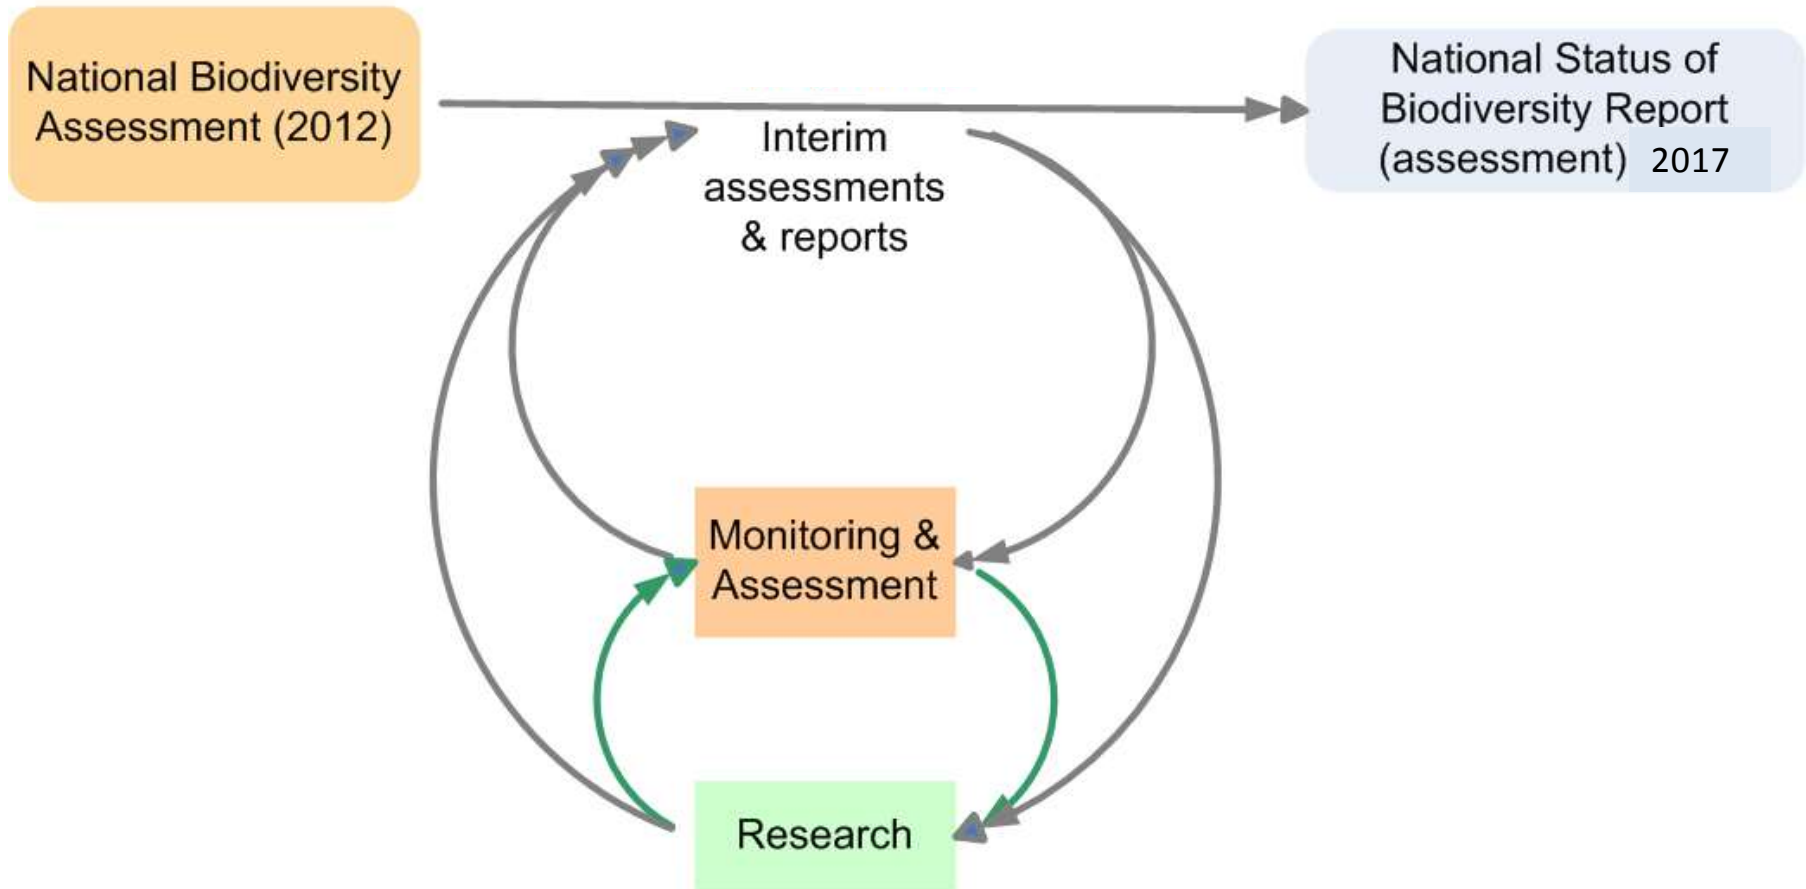 National Biodiversity
Assessment (2012)
National Status of
Biodiversity Report
(assessment) 2017
Interim
assessments
& reports
Monitoring &
Assessment
Research